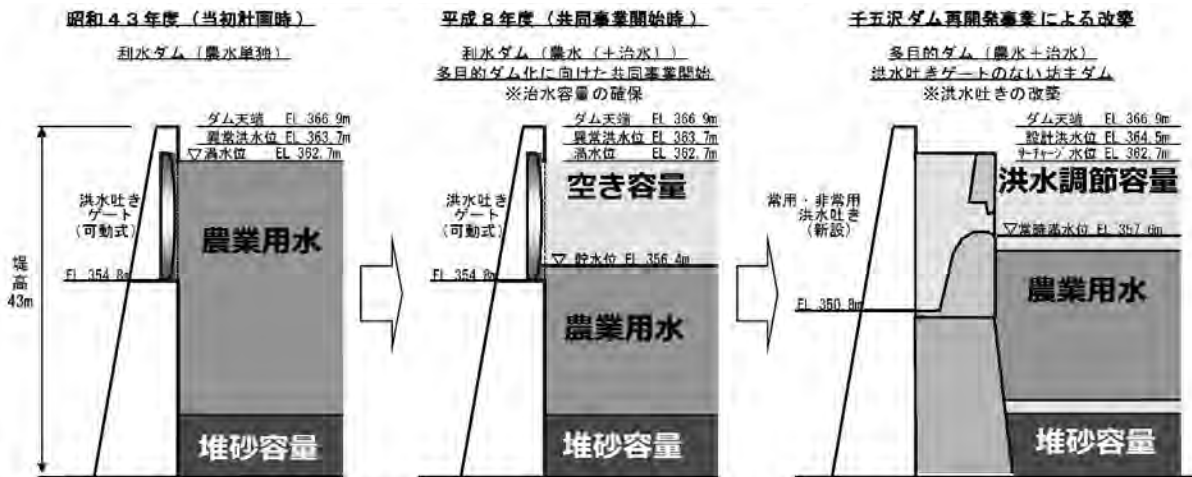 昭和４３年度（当初計画時）
利水ダム（農水単独）
ダム天端 EL 366.9m
異常洪水位 EL 363.7m
▽満水位 EL 362.7m
洪水吐き
ゲート
(可動式)
農業用水
EL 354.8m
堤高
43m
堆砂容量
平成８年度（共同事業開始時）
利水ダム（農水（＋治水））
多目的ダム化に向けた共同事業開始
※治水容量の確保
ダム天端 EL 366.9m
異常洪水位 EL 363.7m
満水位 EL 362.7m
空き容量
洪水吐き
ゲート
(可動式)
▽ 貯水位 EL 356.4m
EL 354.8m
農業用水
堆砂容量
千五沢ダム再開発事業による改築
多目的ダム（農水＋治水）
洪水吐きゲートのない坊主ダム
※洪水吐きの改築
ダム天端 EL 366.9m
設計洪水位 EL 364.5m
サーチャージ水位 EL 362.7m
洪水調節容量
常用・非常用
洪水吐き
(新設)
▽常時満水位 EL 357.6m
農業用水
EL 350.8m
堆砂容量